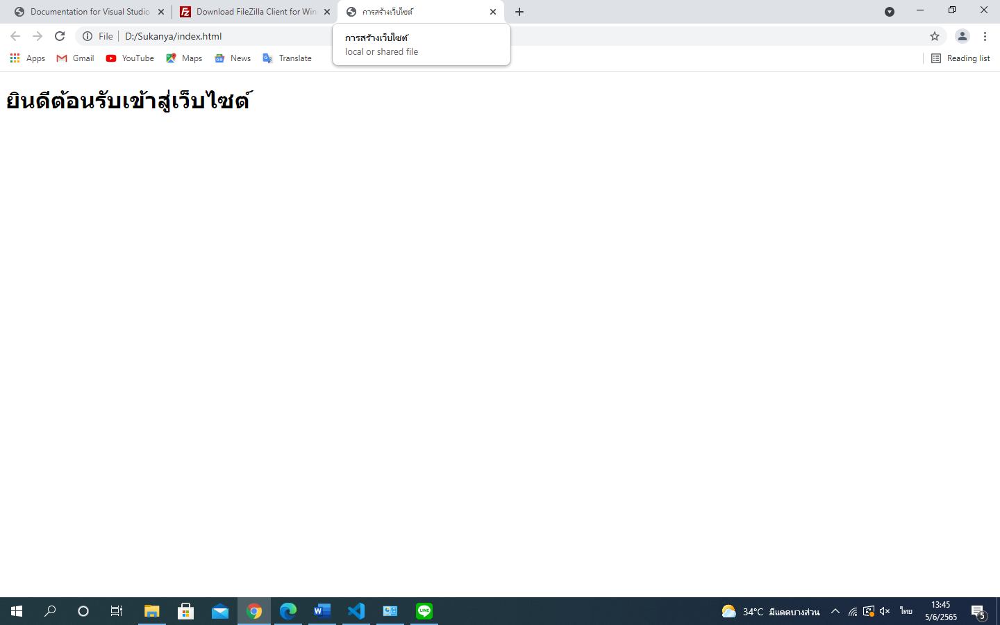 Documentation for Visual Studio
Download FileZilla Client for Win
การสร้างเว็บไซต์
File D:/Sukanya/index.html
การสร้างเว็บไซต์
local or shared file
Apps Gmail YouTube Maps News Translate Reading list
ยินดีต้อนรับเข้าสู่เว็บไซต์
34°C มีแดดบางส่วน ไทย
13:45
5/6/2565
5